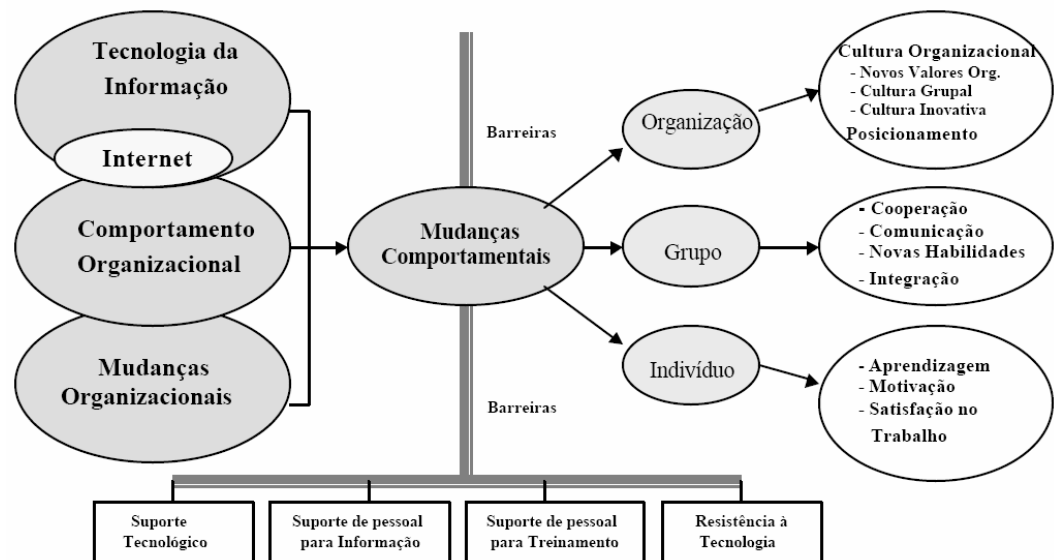 Tecnologia da
Informação
Internet
Comportamento
Organizacional
Mudanças
Organizacionais
Barreiras
Mudanças
Comportamentais
Barreiras
Organização
Grupo
Indivíduo
Cultura Organizacional
- Novos Valores Org.
- Cultura Grupal
- Cultura Inovativa
Posicionamento
- Cooperação
- Comunicação
- Novas Habilidades
- Integração
- Aprendizagem
- Motivação
- Satisfação no
Trabalho
Suporte
Tecnológico
Suporte de pessoal
para Informação
Suporte de pessoal
para Treinamento
Resistência à
Tecnologia